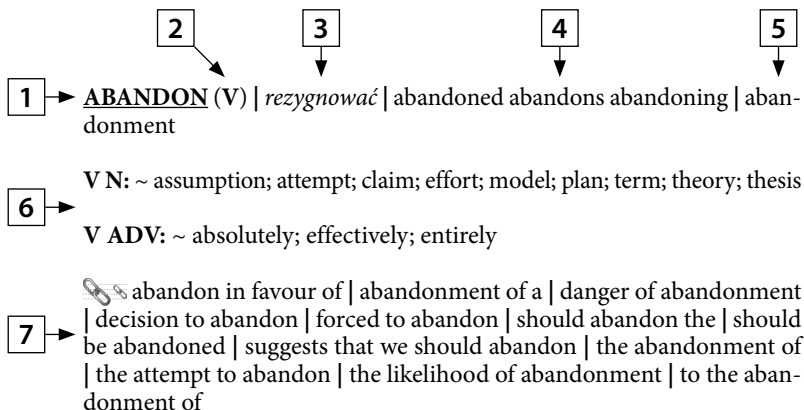 2 3 4 5
1 ABANDON (V) | rezygnować | abandoned abandons abandoning | aban-
donment
V N: ~ assumption; attempt; claim; effort; model; plan; term; theory; thesis
6
V ADV: ~ absolutely; effectively; entirely
abandon in favour of | abandonment of a | danger of abandonment
| decision to abandon | forced to abandon | should abandon the | should
7 be abandoned | suggests that we should abandon | the abandonment of
| the attempt to abandon | the likelihood of abandonment | to the aban-
donment of